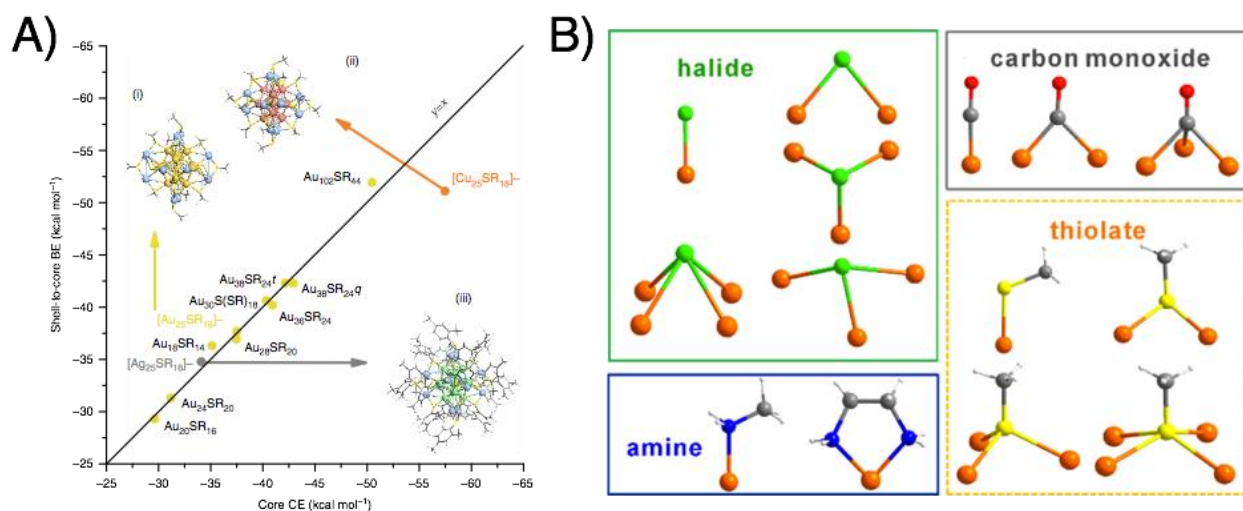 A)
B)
Shell-to-core BE (kcal mol⁻¹)
–65
–60
–55
–50
–45
–40
–35
–30
–25
(i)
(ii)
y=x
[Cu₂₅SR₁₈]–
Au₁₀₂SR₄₄
Au₃₈SR₂₄t
Au₃₈SR₂₄q
Au₃₀S(SR)₁₈
Au₃₆SR₂₄
(iii)
[Au₂₅SR₁₈]–
Au₁₈SR₁₄
Au₂₈SR₂₀
[Ag₂₅SR₁₈]–
Au₂₄SR₂₀
Au₂₀SR₁₆
–25 –30 –35 –40 –45 –50 –55 –60 –65
Core CE (kcal mol⁻¹)
halide
carbon monoxide
thiolate
amine